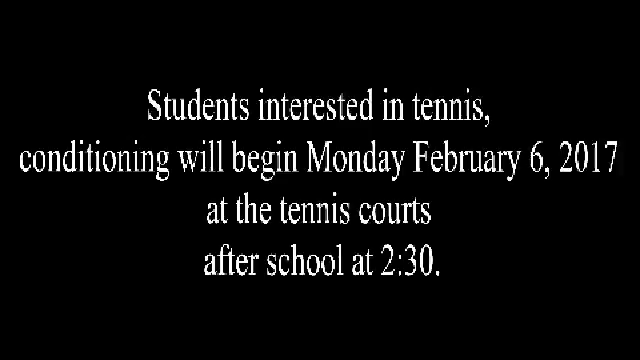 Students interested in tennis,
conditioning will begin Monday February 6, 2017
at the tennis courts
after school at 2:30.